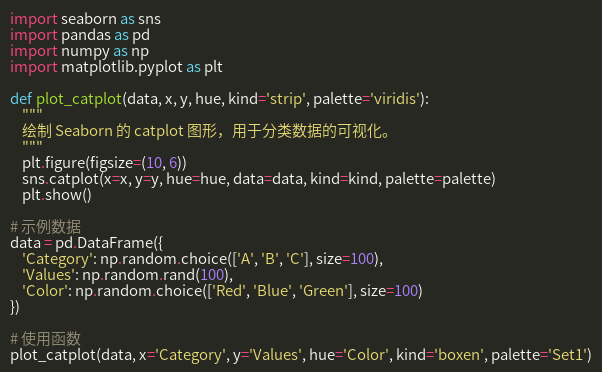 import seaborn as sns
import pandas as pd
import numpy as np
import matplotlib.pyplot as plt

def plot_catplot(data, x, y, hue, kind='strip', palette='viridis'):
    """
    绘制 Seaborn 的 catplot 图形，用于分类数据的可视化。
    """
    plt.figure(figsize=(10, 6))
    sns.catplot(x=x, y=y, hue=hue, data=data, kind=kind, palette=palette)
    plt.show()

# 示例数据
data = pd.DataFrame({
    'Category': np.random.choice(['A', 'B', 'C'], size=100),
    'Values': np.random.rand(100),
    'Color': np.random.choice(['Red', 'Blue', 'Green'], size=100)
})

# 使用函数
plot_catplot(data, x='Category', y='Values', hue='Color', kind='boxen', palette='Set1')